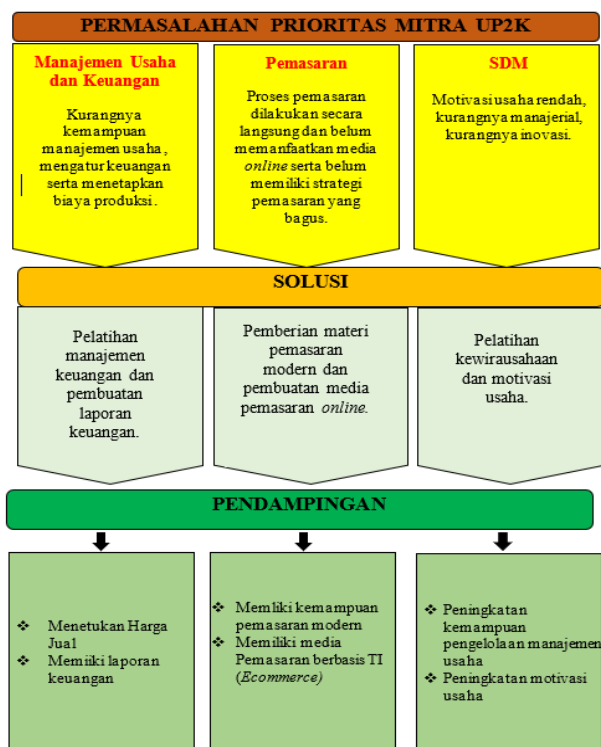 PERMASALAHAN PRIORITAS MITRA UP2K
Manajemen Usaha
dan Keuangan
Kurangnya
kemampuan
manajemen usaha ,
mengatur keuangan
serta menetapkan
biaya produksi .
Pemasaran
Proses pemasaran
dilakukan secara
langsung dan belum
memanfaatkan media
online serta belum
memiliki strategi
pemasaran yang
bagus.
SDM
Motivasi usaha rendah,
kurangnya manajerial,
kurangnya inovasi.
SOLUSI
Pelatihan
manajemen
keuangan dan
pembuatan
laporan
keuangan.
Pemberian materi
pemasaran
modern dan
pembuatan media
pemasaran online.
Pelatihan
kewirausahaan
dan motivasi
usaha.
PENDAMPINGAN
❖ Menetukan Harga
Jual
❖ Memiiki laporan
keuangan
❖ Memliki kemampuan
pemasaran modern
❖ Memiliki media
Pemasaran berbasis TI
(Ecommerce)
❖ Peningkatan
kemampuan
pengelolaan manajemen
usaha
❖ Peningkatan motivasi
usaha